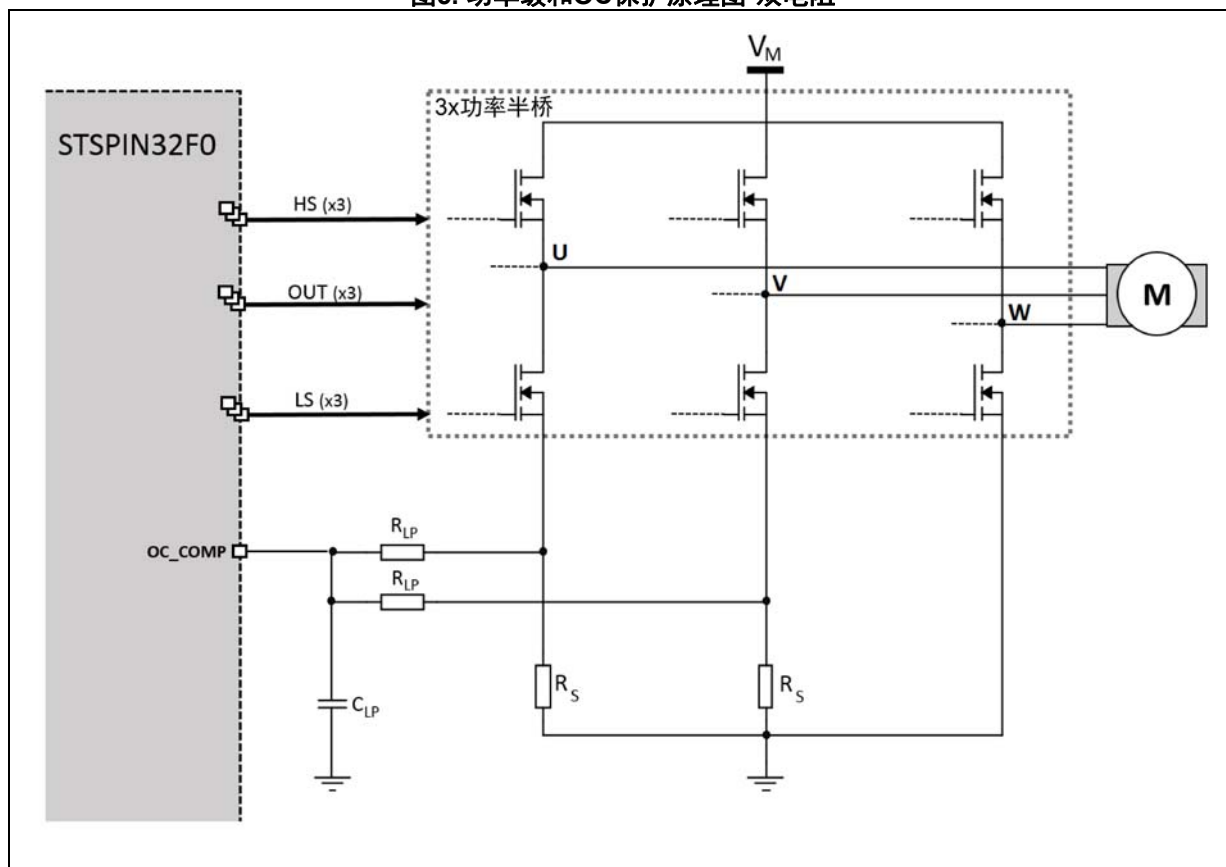 V_M
3x功率半桥
STSPIN32F0
HS (x3)
U
OUT (x3)
V
M
W
LS (x3)
R_LP
OC_COMP
R_LP
R_S
R_S
C_LP